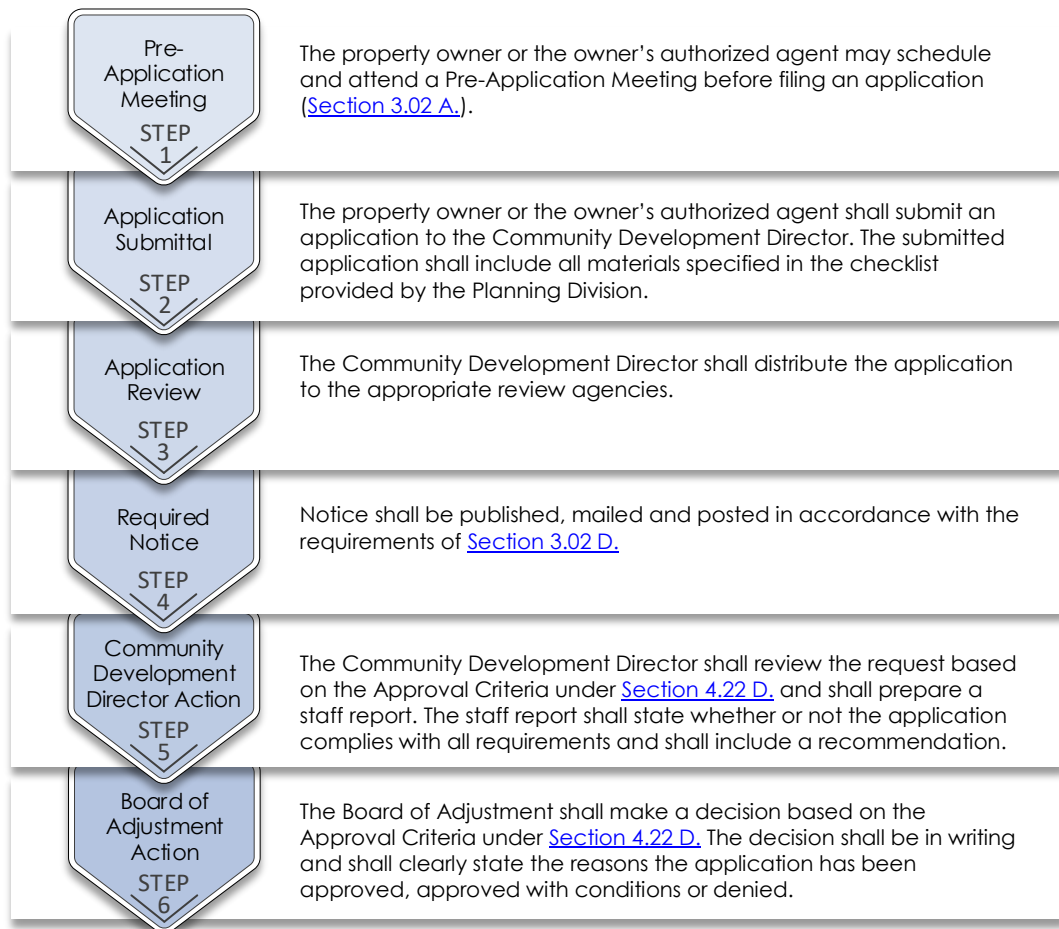 Pre-
Application
Meeting
STEP
1
The property owner or the owner’s authorized agent may schedule
and attend a Pre-Application Meeting before filing an application
(Section 3.02 A.).
Application
Submittal
STEP
2
The property owner or the owner’s authorized agent shall submit an
application to the Community Development Director. The submitted
application shall include all materials specified in the checklist
provided by the Planning Division.
Application
Review
STEP
3
The Community Development Director shall distribute the application
to the appropriate review agencies.
Required
Notice
STEP
4
Notice shall be published, mailed and posted in accordance with the
requirements of Section 3.02 D.
Community
Development
Director Action
STEP
5
The Community Development Director shall review the request based
on the Approval Criteria under Section 4.22 D. and shall prepare a
staff report. The staff report shall state whether or not the application
complies with all requirements and shall include a recommendation.
Board of
Adjustment
Action
STEP
6
The Board of Adjustment shall make a decision based on the
Approval Criteria under Section 4.22 D. The decision shall be in writing
and shall clearly state the reasons the application has been
approved, approved with conditions or denied.